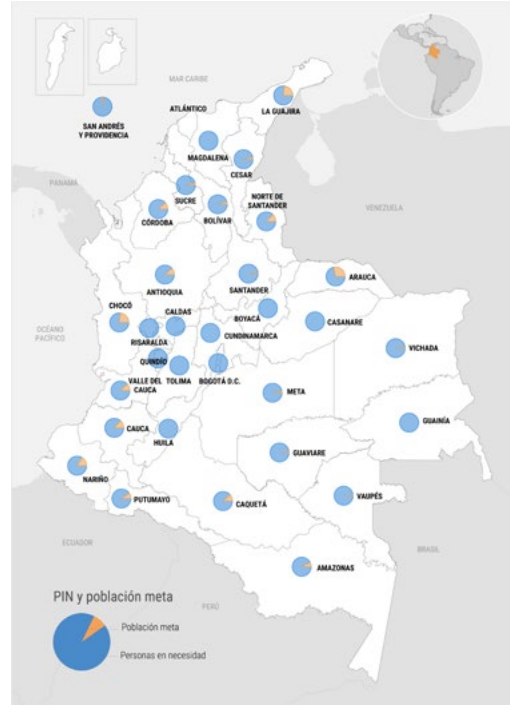 MAR CARIBE
SAN ANDRÉS
Y PROVIDENCIA
ATLÁNTICO
LA GUAJIRA
MAGDALENA
CESAR
PANAMÁ
SUCRE
CÓRDOBA
BOLÍVAR
NORTE DE
SANTANDER
VENEZUELA
ANTIOQUIA
SANTANDER
ARAUCA
CHOCÓ
CALDAS
BOYACÁ
CASANARE
OCÉANO
PACÍFICO
RISARALDA
CUNDINAMARCA
VICHADA
QUINDÍO
VALLE DEL
CAUCA
TOLIMA
BOGOTÁ D.C.
META
GUAINÍA
CAUCA
HUILA
GUAVIARE
NARIÑO
PUTUMAYO
CAQUETÁ
VAUPÉS
ECUADOR
BRASIL
AMAZONAS
PERÚ
PIN y población meta
Población meta
Personas en necesidad